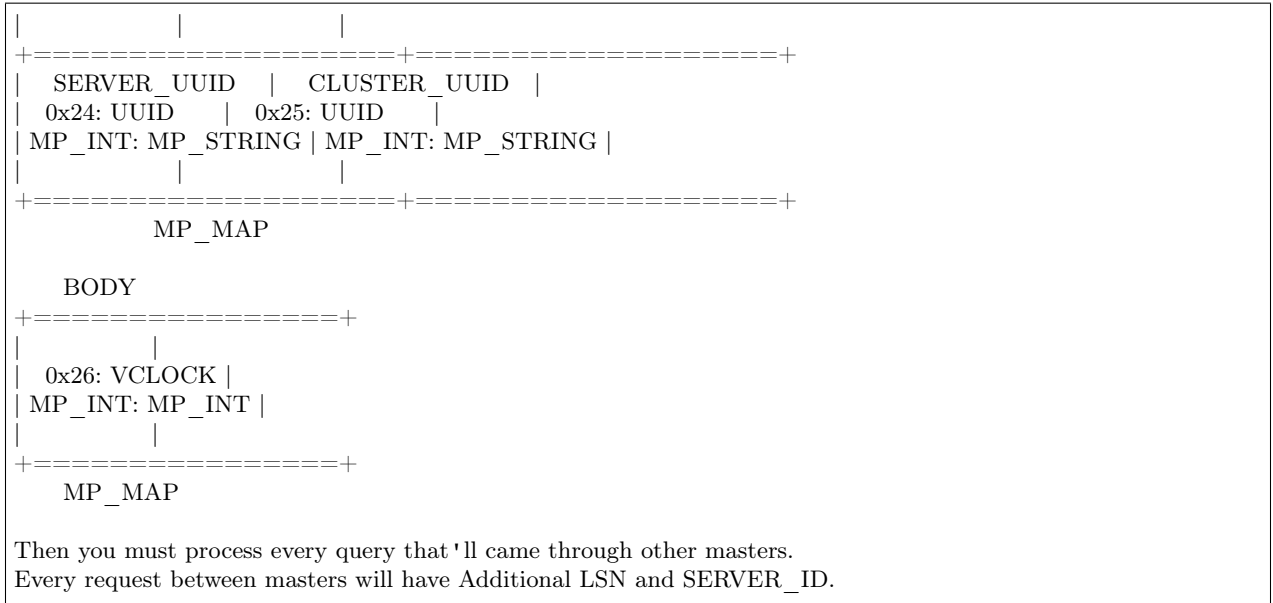 |                     |                     |
+===================+===================+
|    SERVER_UUID    |    CLUSTER_UUID   |
|   0x24: UUID      |   0x25: UUID      |
| MP_INT: MP_STRING | MP_INT: MP_STRING |
|                     |                     |
+===================+===================+
MP_MAP
BODY
+================+
|                  |
|   0x26: VCLOCK |
| MP_INT: MP_INT |
|                  |
+================+
MP_MAP
Then you must process every query that'll came through other masters.
Every request between masters will have Additional LSN and SERVER_ID.